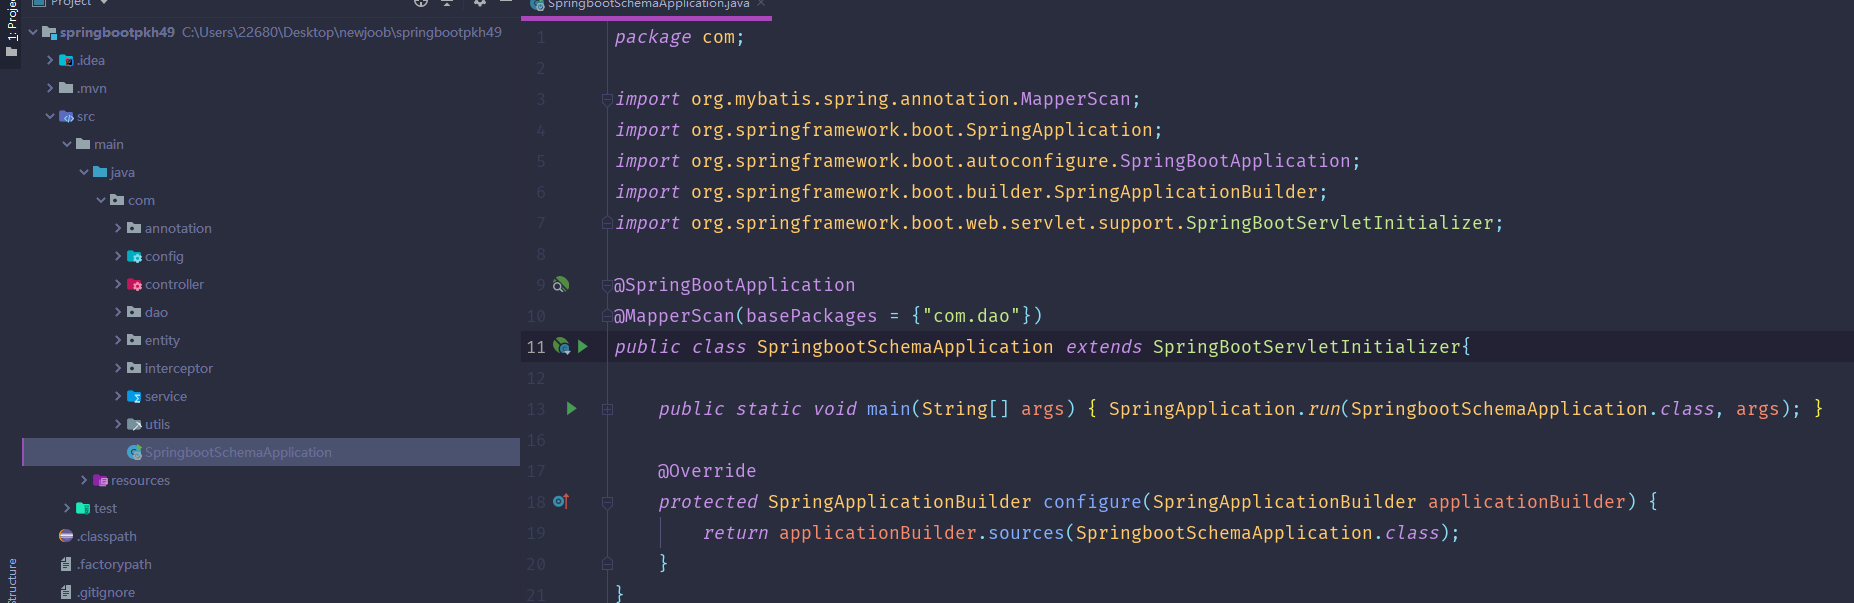 Project
SpringbootSchemaApplication.java ×
1: Project
springbootpkh49 C:\Users\22680\Desktop\newjoob\springbootpkh49
.idea
.mvn
src
main
java
com
annotation
config
controller
dao
entity
interceptor
service
utils
SpringbootSchemaApplication
resources
test
.classpath
.factorypath
.gitignore
Structure
1 package com;
2
3 import org.mybatis.spring.annotation.MapperScan;
4 import org.springframework.boot.SpringApplication;
5 import org.springframework.boot.autoconfigure.SpringBootApplication;
6 import org.springframework.boot.builder.SpringApplicationBuilder;
7 import org.springframework.boot.web.servlet.support.SpringBootServletInitializer;
8
9 @SpringBootApplication
10 @MapperScan(basePackages = {"com.dao"})
11 public class SpringbootSchemaApplication extends SpringBootServletInitializer{
12
13 public static void main(String[] args) { SpringApplication.run(SpringbootSchemaApplication.class, args); }
16
17 @Override
18 protected SpringApplicationBuilder configure(SpringApplicationBuilder applicationBuilder) {
19 return applicationBuilder.sources(SpringbootSchemaApplication.class);
20 }
21 }